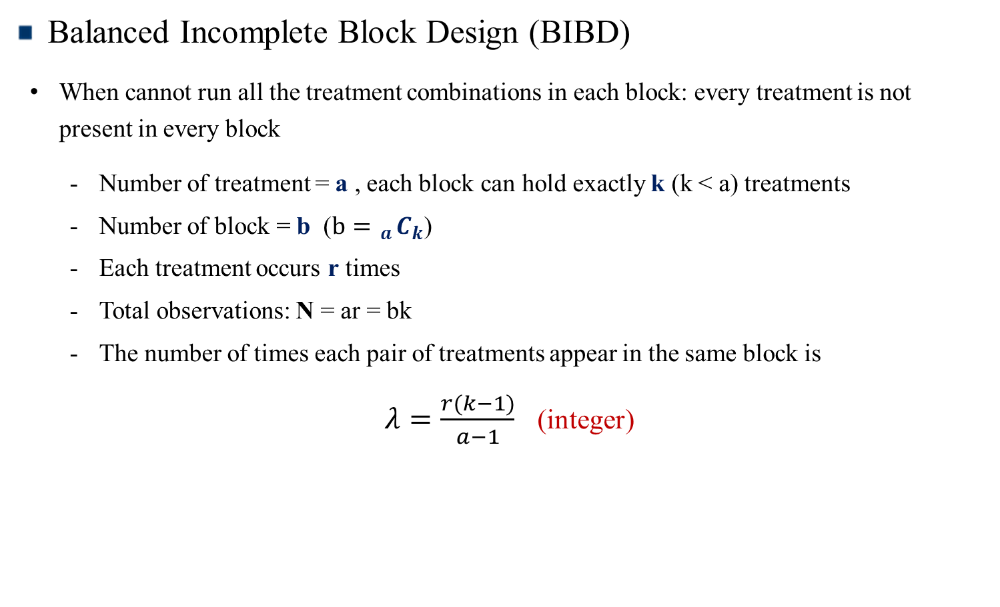 Balanced Incomplete Block Design (BIBD)
• When cannot run all the treatment combinations in each block: every treatment is not
present in every block
- Number of treatment = a , each block can hold exactly k (k < a) treatments
- Number of block = b (b = ₐCₖ)
- Each treatment occurs r times
- Total observations: N = ar = bk
- The number of times each pair of treatments appear in the same block is
λ = r(k−1)/a−1 (integer)